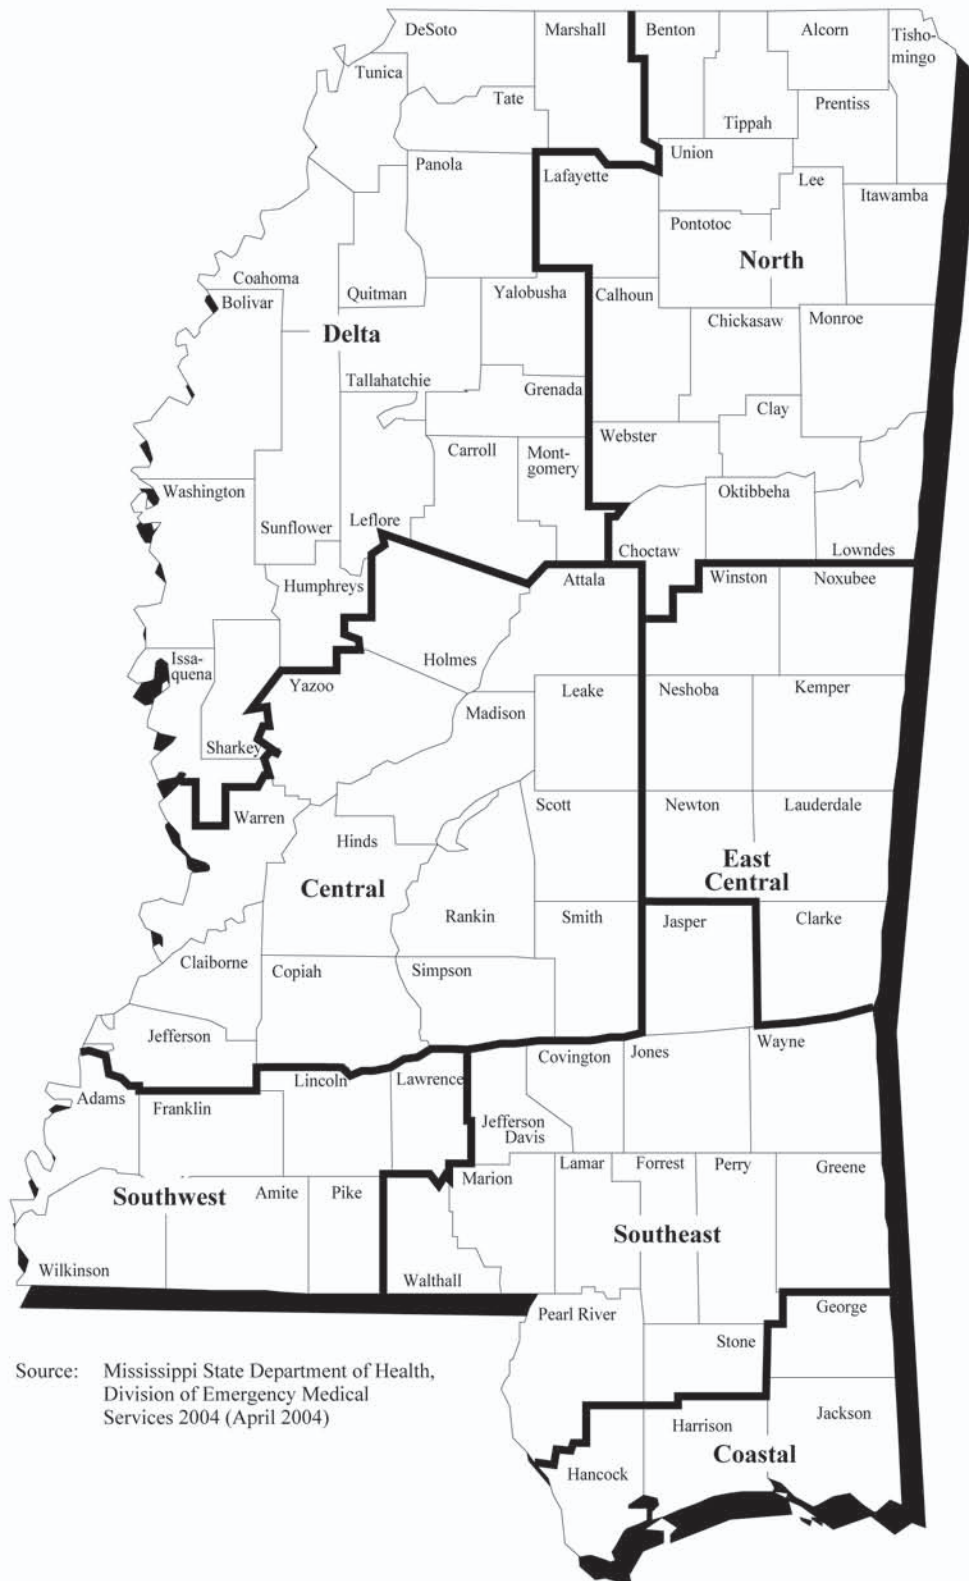 DeSoto
Marshall
Benton
Alcorn
Tisho-
mingo
Tunica
Tate
Prentiss
Tippah
Panola
Union
Lafayette
Lee
Itawamba
Pontotoc
North
Coahoma
Quitman
Yalobusha
Calhoun
Bolivar
Chickasaw
Monroe
Delta
Tallahatchie
Grenada
Clay
Webster
Carroll
Mont-
gomery
Washington
Oktibbeha
Sunflower
Leflore
Choctaw
Lowndes
Humphreys
Attala
Winston
Noxubee
Issa-
quena
Holmes
Yazoo
Leake
Neshoba
Kemper
Madison
Sharkey
Scott
Newton
Lauderdale
Warren
Hinds
East
Central
Central
Rankin
Smith
Jasper
Clarke
Claiborne
Copiah
Simpson
Jefferson
Covington
Jones
Wayne
Lincoln
Lawrence
Adams
Franklin
Jefferson
Davis
Lamar
Forrest
Perry
Greene
Marion
Southwest
Amite
Pike
Southeast
Wilkinson
Walthall
George
Pearl River
Stone
Source: Mississippi State Department of Health,
Division of Emergency Medical
Services 2004 (April 2004)
Jackson
Harrison
Coastal
Hancock